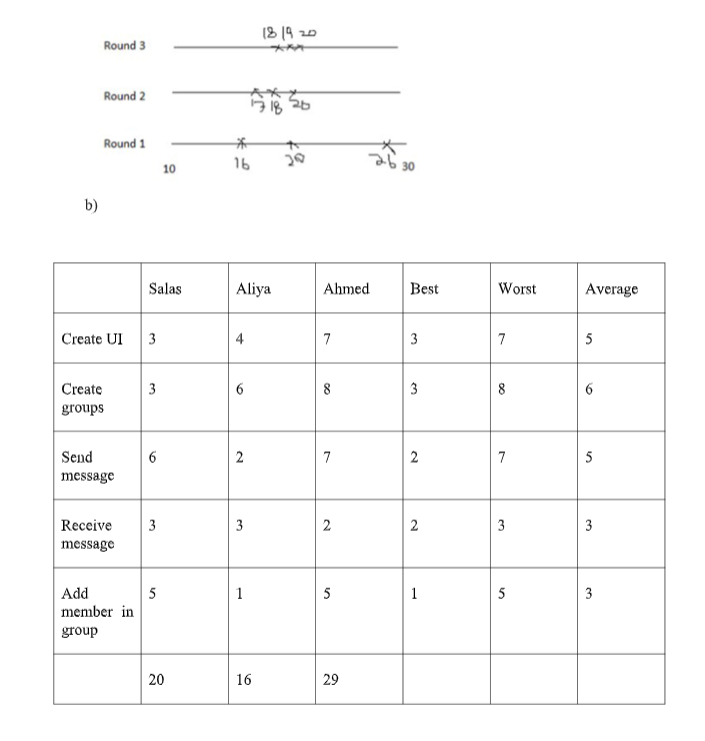 18 19 20
Round 3
Round 2
17 18 20
Round 1
10 16 20 26 30
b)
Salas Aliya Ahmed Best Worst Average
Create UI 3 4 7 3 7 5
Create 3 6 8 3 8 6
groups
Send 6 2 7 2 7 5
message
Receive 3 3 2 2 3 3
message
Add 5 1 5 1 5 3
member in
group
20 16 29